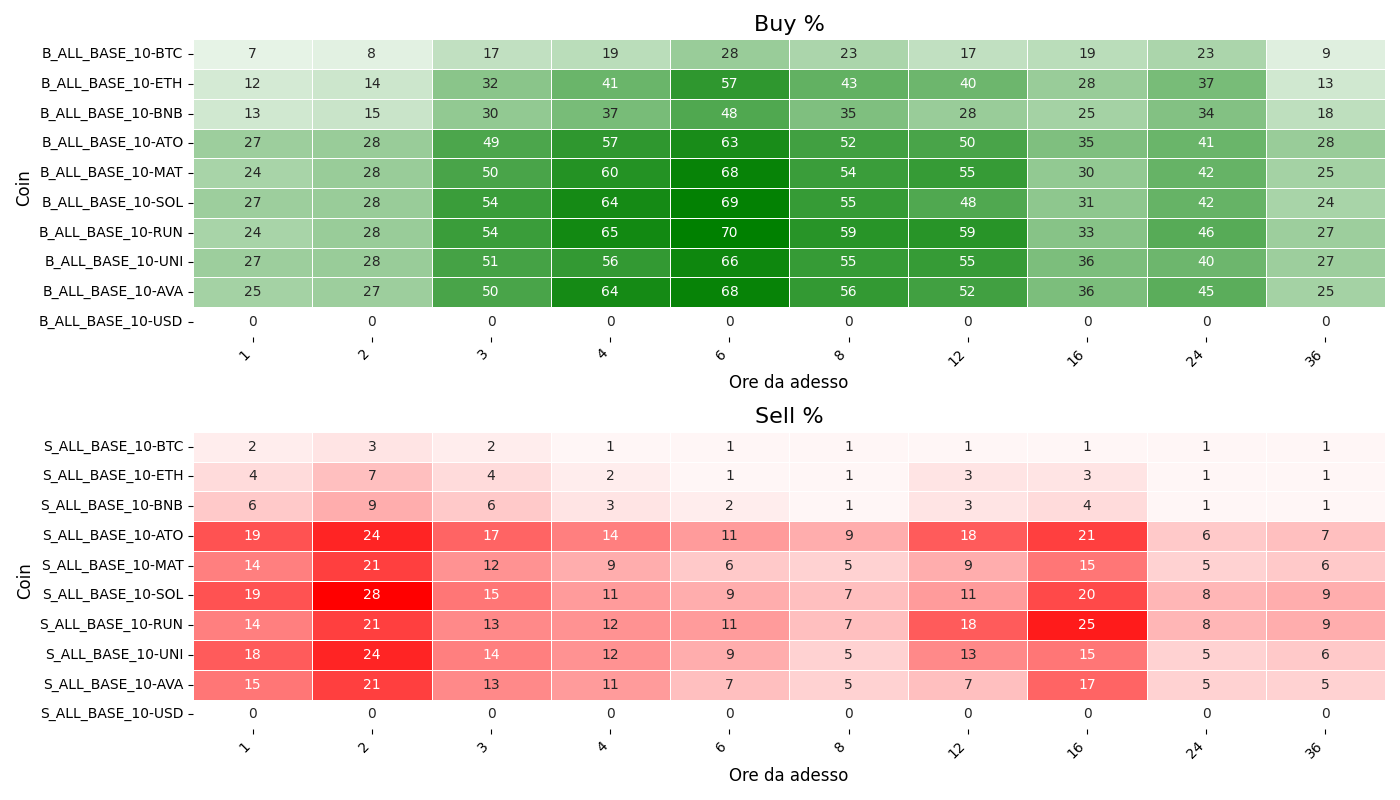 Buy %
Coin
B_ALL_BASE_10-BTC 7 8 17 19 28 23 17 19 23 9
B_ALL_BASE_10-ETH 12 14 32 41 57 43 40 28 37 13
B_ALL_BASE_10-BNB 13 15 30 37 48 35 28 25 34 18
B_ALL_BASE_10-ATO 27 28 49 57 63 52 50 35 41 28
B_ALL_BASE_10-MAT 24 28 50 60 68 54 55 30 42 25
B_ALL_BASE_10-SOL 27 28 54 64 69 55 48 31 42 24
B_ALL_BASE_10-RUN 24 28 54 65 70 59 59 33 46 27
B_ALL_BASE_10-UNI 27 28 51 56 66 55 55 36 40 27
B_ALL_BASE_10-AVA 25 27 50 64 68 56 52 36 45 25
B_ALL_BASE_10-USD 0 0 0 0 0 0 0 0 0 0
1 2 3 4 6 8 12 16 24 36
Ore da adesso
Sell %
Coin
S_ALL_BASE_10-BTC 2 3 2 1 1 1 1 1 1 1
S_ALL_BASE_10-ETH 4 7 4 2 1 1 3 3 1 1
S_ALL_BASE_10-BNB 6 9 6 3 2 1 3 4 1 1
S_ALL_BASE_10-ATO 19 24 17 14 11 9 18 21 6 7
S_ALL_BASE_10-MAT 14 21 12 9 6 5 9 15 5 6
S_ALL_BASE_10-SOL 19 28 15 11 9 7 11 20 8 9
S_ALL_BASE_10-RUN 14 21 13 12 11 7 18 25 8 9
S_ALL_BASE_10-UNI 18 24 14 12 9 5 13 15 5 6
S_ALL_BASE_10-AVA 15 21 13 11 7 5 7 17 5 5
S_ALL_BASE_10-USD 0 0 0 0 0 0 0 0 0 0
1 2 3 4 6 8 12 16 24 36
Ore da adesso